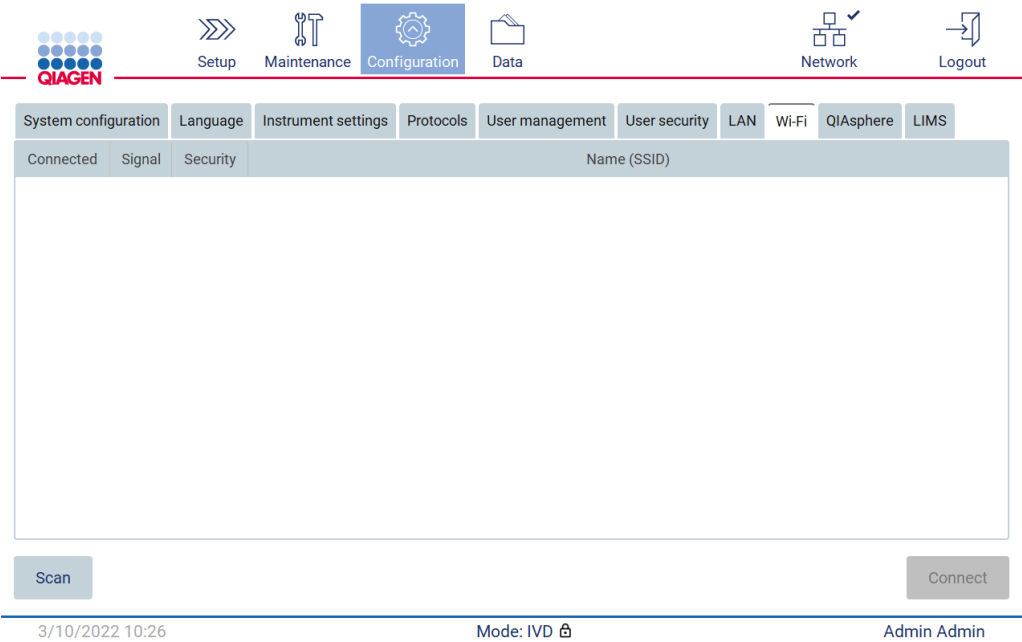 QIAGEN
Setup Maintenance Configuration Data Network Logout
System configuration Language Instrument settings Protocols User management User security LAN Wi-Fi QIAsphere LIMS
Connected Signal Security Name (SSID)
Scan Connect
3/10/2022 10:26 Mode: IVD Admin Admin